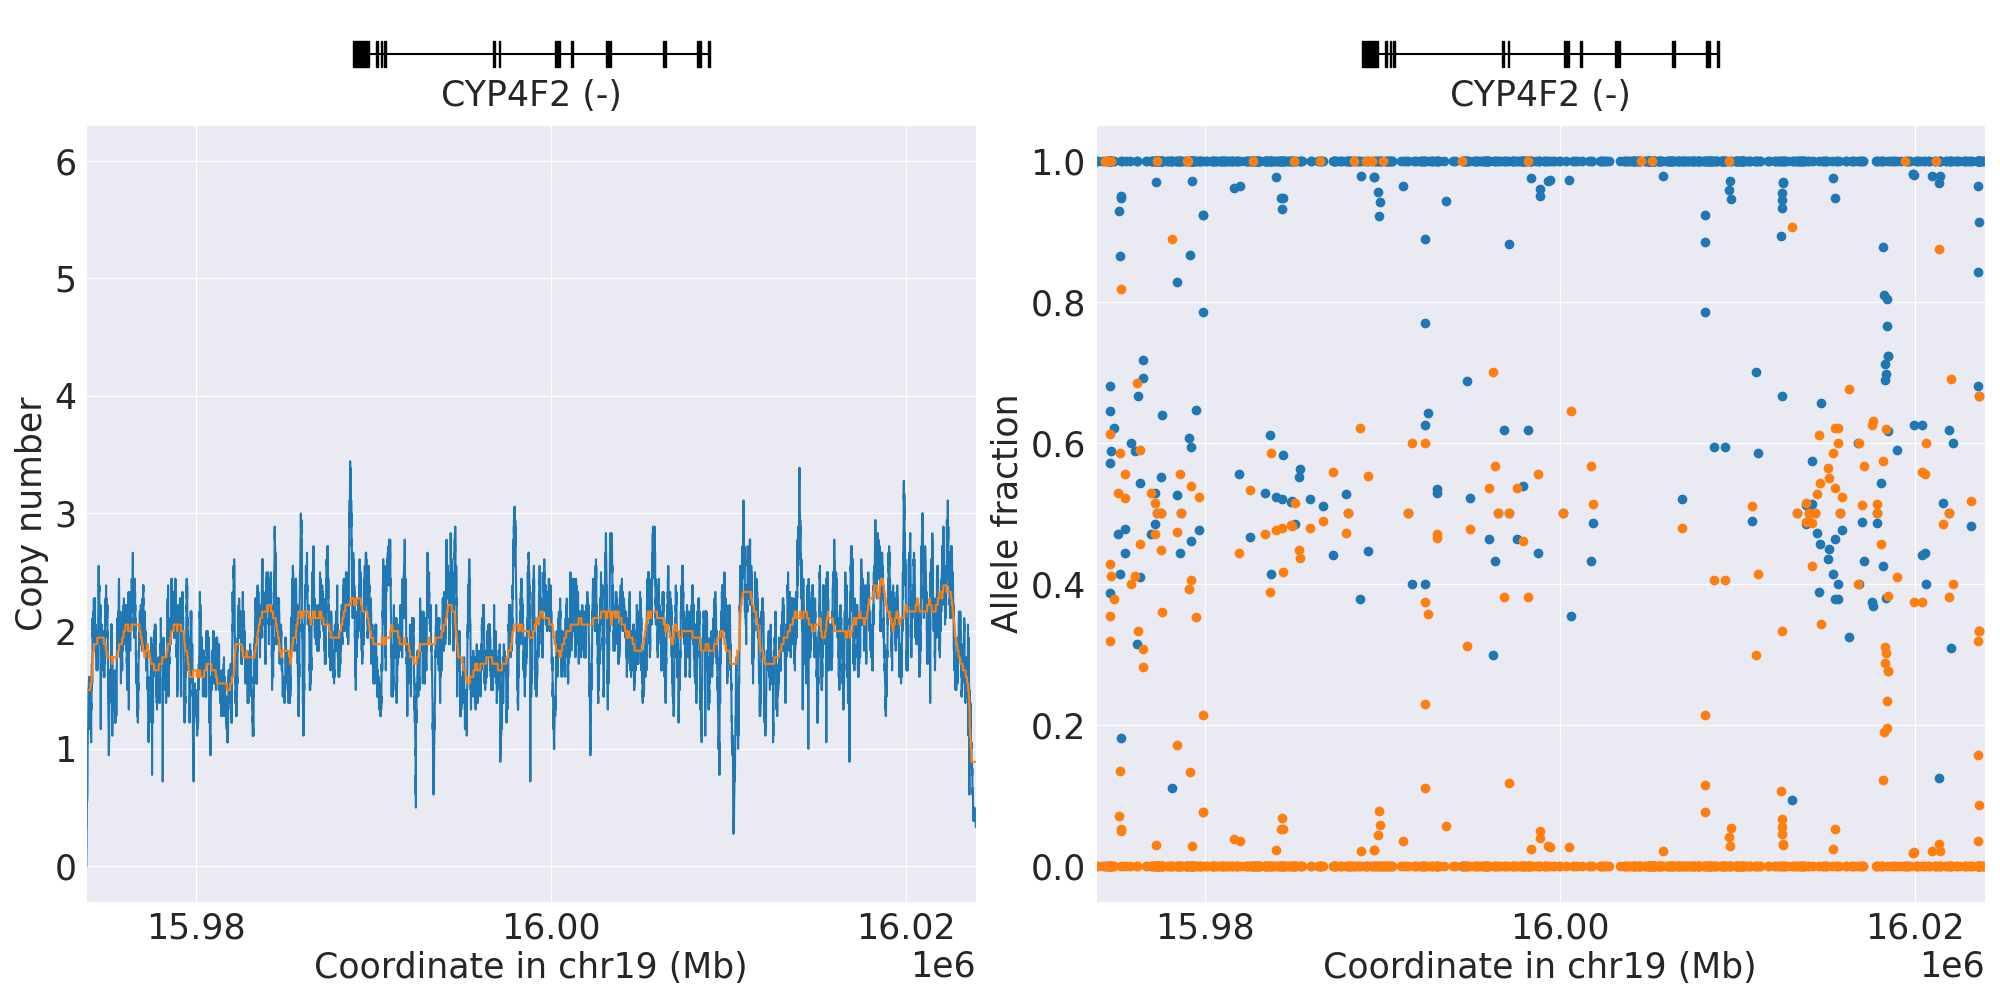 CYP4F2 (-)
6
5
4
3
2
1
0
Copy number
15.98
16.00
16.02
Coordinate in chr19 (Mb)
1e6
CYP4F2 (-)
1.0
0.8
0.6
0.4
0.2
0.0
Allele fraction
15.98
16.00
16.02
Coordinate in chr19 (Mb)
1e6